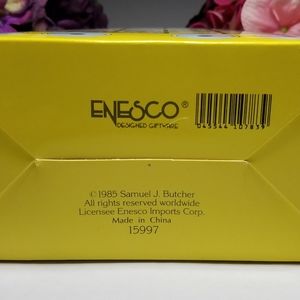 ENESCO®
DESIGNED GIFTWARE
045544 107839
©1985 Samuel J. Butcher
All rights reserved worldwide
Licensee Enesco Imports Corp.
Made in China
15997